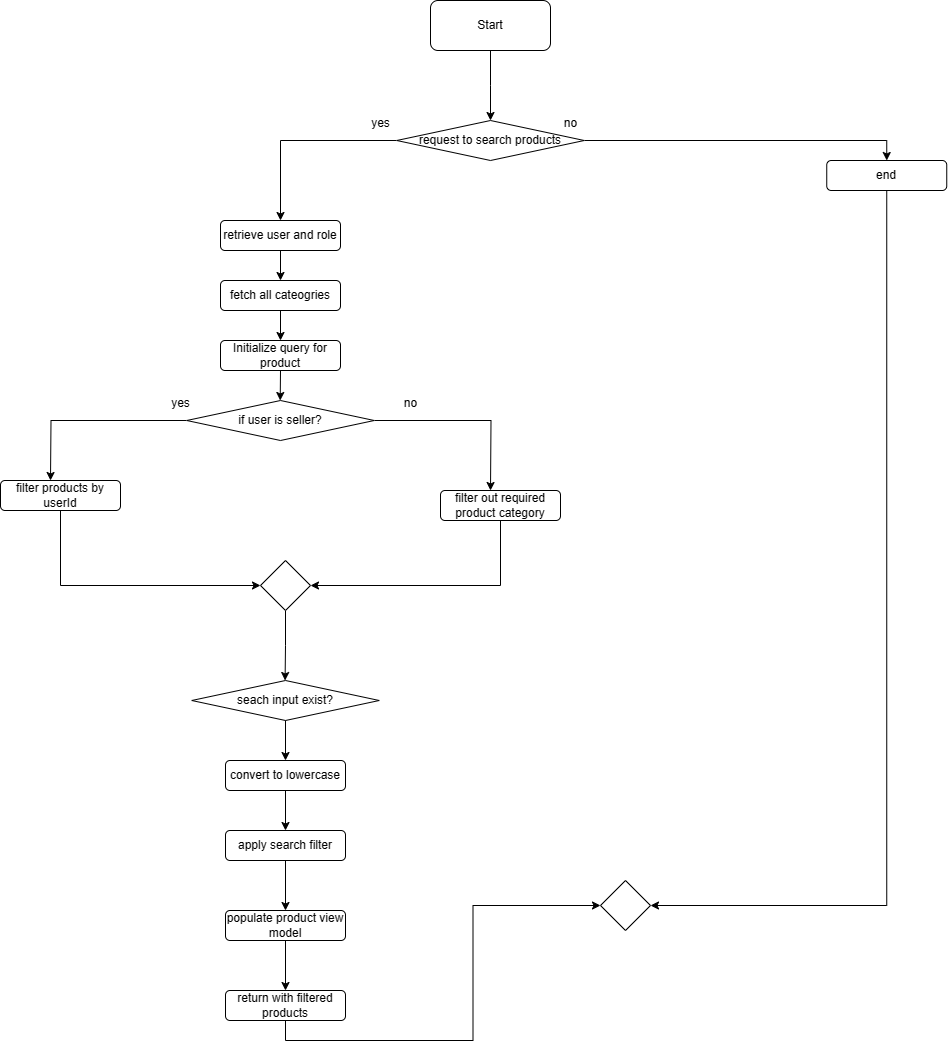 Start
yes
no
request to search products
end
retrieve user and role
fetch all cateogries
Initialize query for
product
yes
no
if user is seller?
filter products by
userId
filter out required
product category
seach input exist?
convert to lowercase
apply search filter
populate product view
model
return with filtered
products